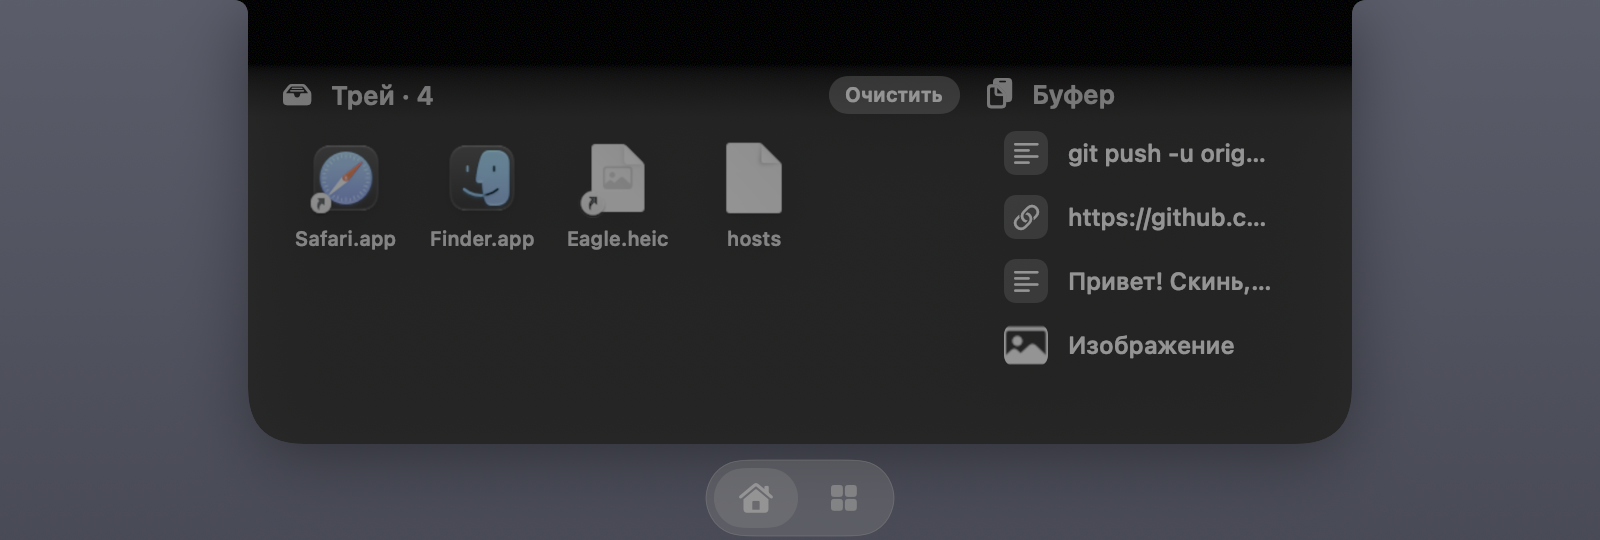 Трей · 4
Очистить
Safari.app
Finder.app
Eagle.heic
hosts
Буфер
git push -u orig...
https://github.c...
Привет! Скинь,...
Изображение